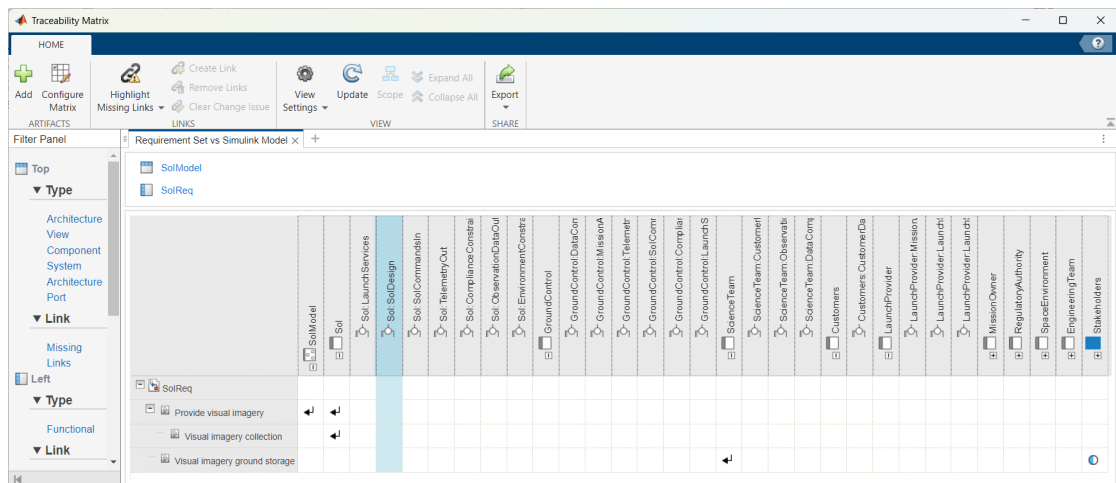 Traceability Matrix
HOME
Add
Configure
Matrix
Highlight
Missing Links
Create Link
Remove Links
Clear Change Issue
View
Settings
Update
Scope
Expand All
Collapse All
Export
ARTIFACTS
LINKS
VIEW
SHARE
Filter Panel
Requirement Set vs Simulink Model
Top
Type
Architecture
View
Component
System
Architecture
Port
Link
Missing
Links
Left
Type
Functional
Link
SolModel
SolReq
SolModel
Sol
Sol:LaunchServices
Sol:SolDesign
Sol:SolCommandsIn
Sol:TelemetryOut
Sol:ComplianceConstrai
Sol:ObservationDataOut
Sol:EnvironmentConstra
GroundControl
GroundControl:DataCon
GroundControl:MissionA
GroundControl:Telemetr
GroundControl:SolComr
GroundControl:Complian
GroundControl:LaunchS
ScienceTeam
ScienceTeam:CustomerI
ScienceTeam:Observatio
ScienceTeam:DataComp
Customers
Customers:CustomerDa
LaunchProvider
LaunchProvider:Mission
LaunchProvider:Launch
LaunchProvider:Launch
MissionOwner
RegulatoryAuthority
SpaceEnvironment
EngineeringTeam
Stakeholders
SolReq
Provide visual imagery
Visual imagery collection
Visual imagery ground storage